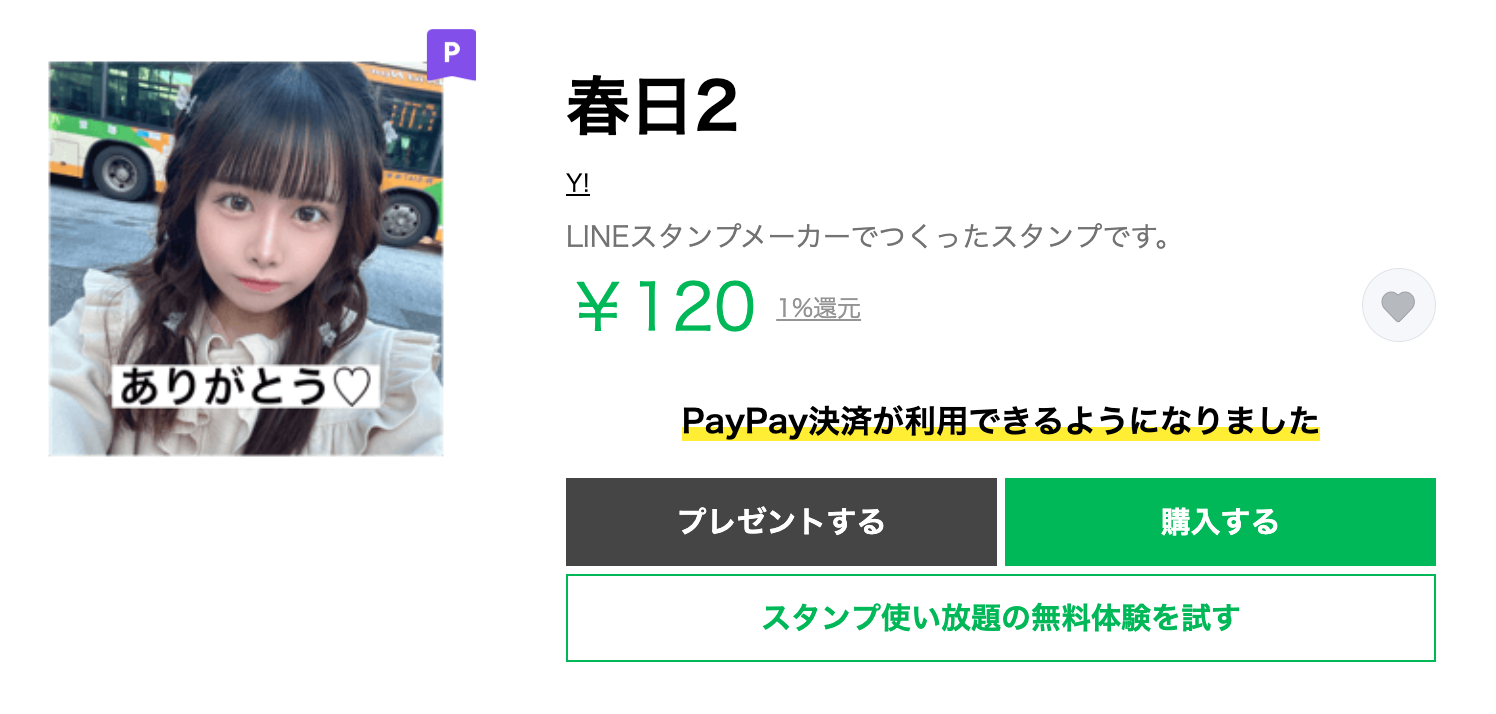 P
春日2
Y!
LINEスタンプメーカーでつくったスタンプです。
￥120 1%還元
ありがとう♡
PayPay決済が利用できるようになりました
プレゼントする
購入する
スタンプ使い放題の無料体験を試す